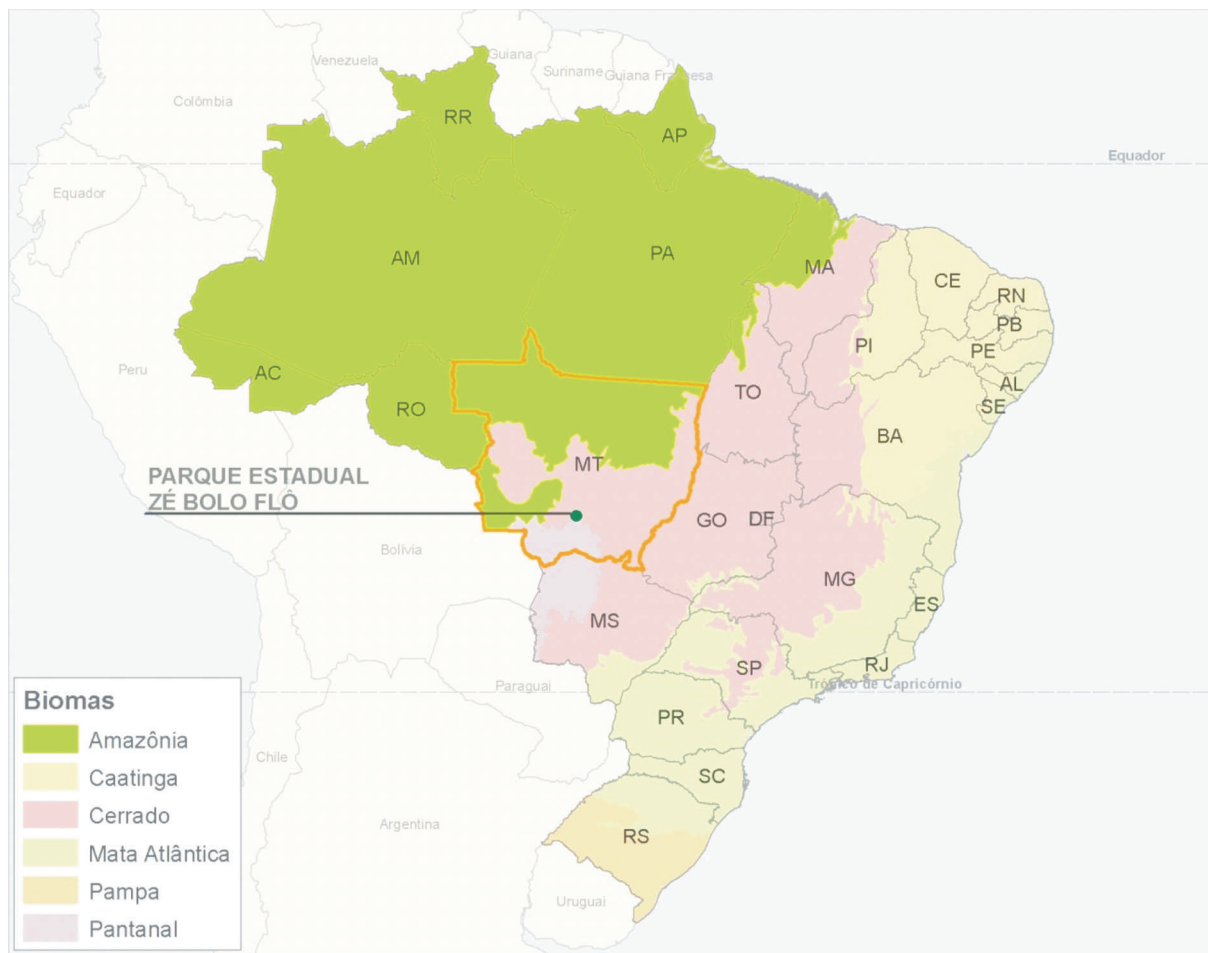 Venezuela
Guiana
Suriname
Guiana Francesa
Colômbia
RR
AP
Equador
Equador
AM
PA
MA
CE
RN
PB
PI
PE
AL
SE
Peru
AC
RO
TO
BA
MT
PARQUE ESTADUAL
ZÉ BOLO FLÔ
GO
DF
Bolívia
MG
ES
MS
RJ
SP
Trópico de Capricórnio
Paraguai
PR
SC
Chile
Argentina
RS
Uruguai
Biomas
Amazônia
Caatinga
Cerrado
Mata Atlântica
Pampa
Pantanal